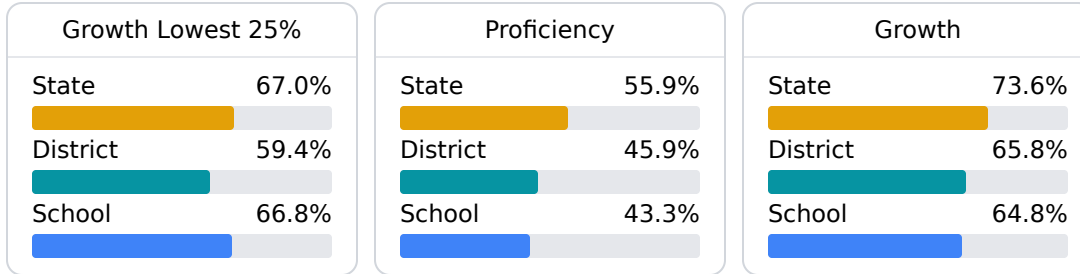 Growth Lowest 25%
State 67.0%
District 59.4%
School 66.8%
Proficiency
State 55.9%
District 45.9%
School 43.3%
Growth
State 73.6%
District 65.8%
School 64.8%